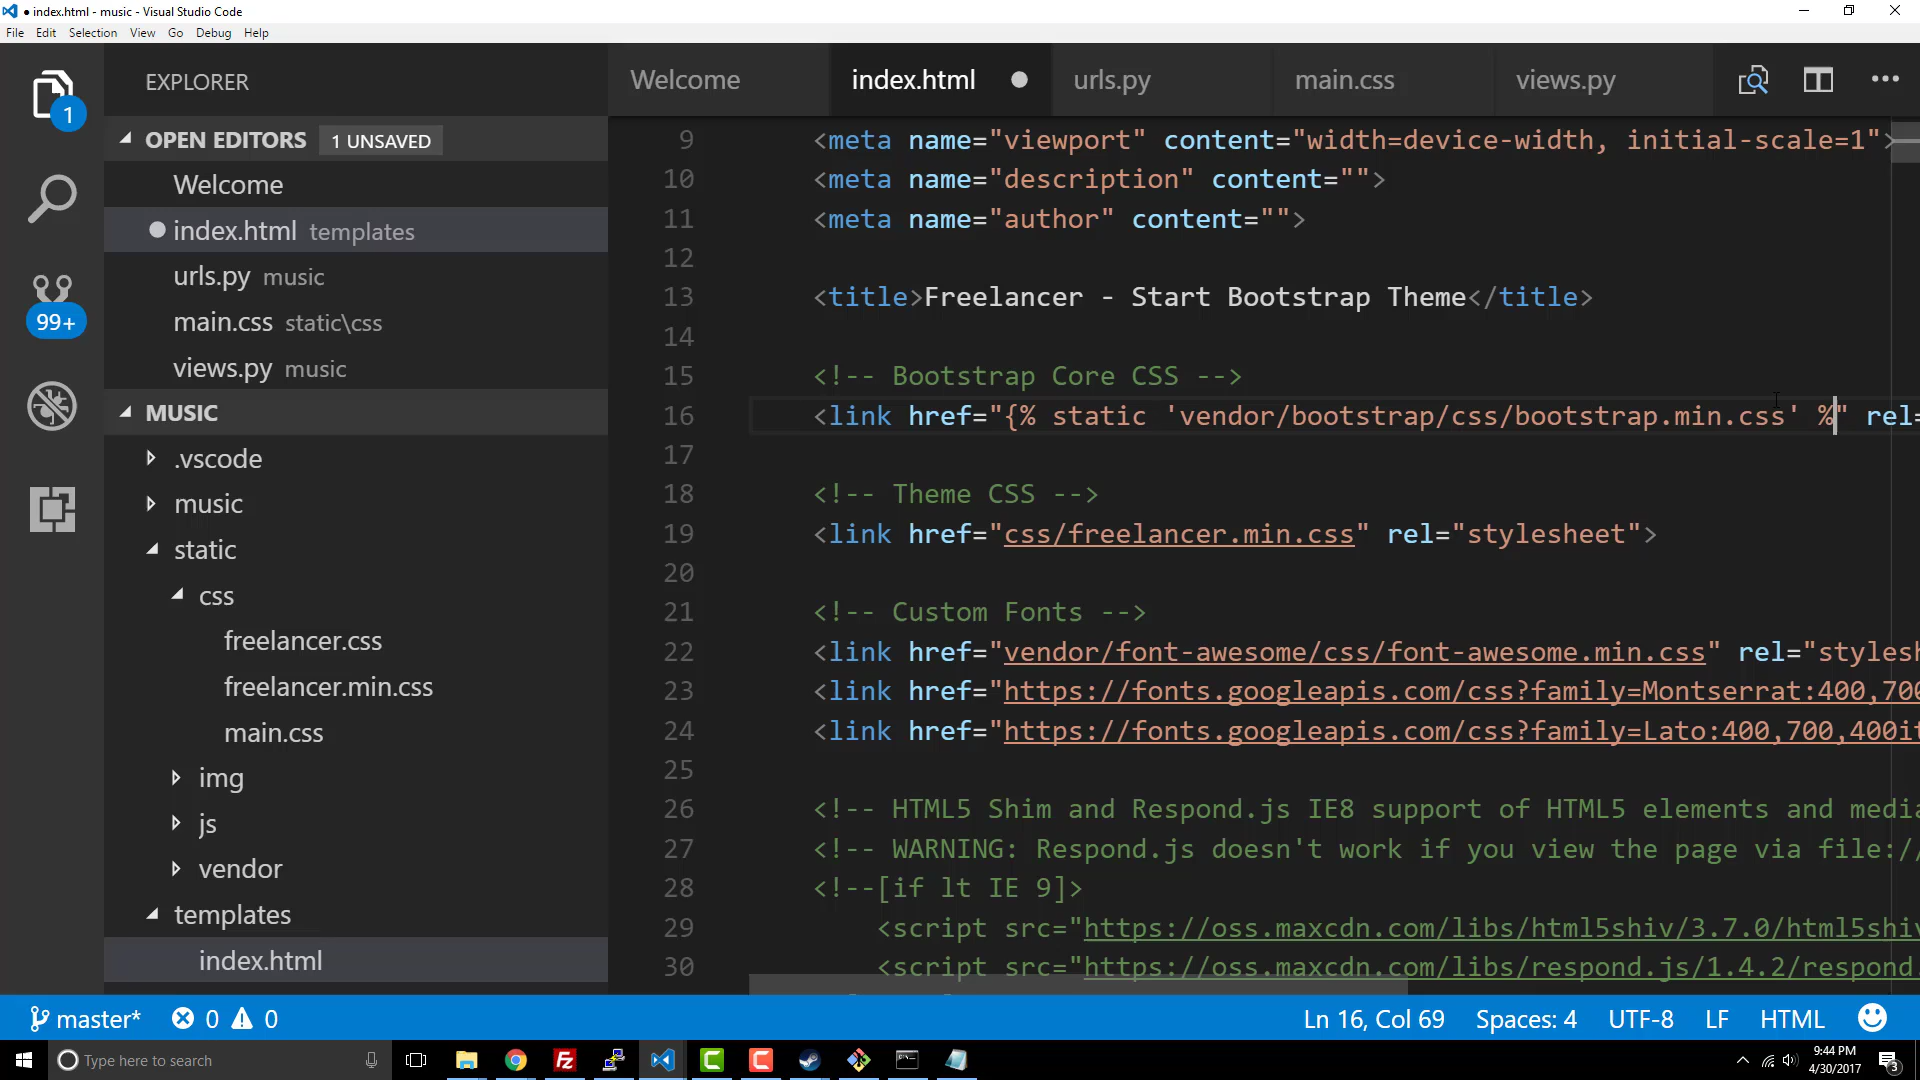 index.html - music - Visual Studio Code
File Edit Selection View Go Debug Help
EXPLORER
1
OPEN EDITORS 1 UNSAVED
Welcome
index.html templates
urls.py music
main.css static\css
views.py music
99+
MUSIC
.vscode
music
static
css
freelancer.css
freelancer.min.css
main.css
img
js
vendor
templates
index.html
Welcome index.html urls.py main.css views.py
9 <meta name="viewport" content="width=device-width, initial-scale=1">
10 <meta name="description" content="">
11 <meta name="author" content="">
12
13 <title>Freelancer - Start Bootstrap Theme</title>
14
15 <!-- Bootstrap Core CSS -->
16 <link href="{% static 'vendor/bootstrap/css/bootstrap.min.css' %" rel=
17
18 <!-- Theme CSS -->
19 <link href="css/freelancer.min.css" rel="stylesheet">
20
21 <!-- Custom Fonts -->
22 <link href="vendor/font-awesome/css/font-awesome.min.css" rel="stylesh
23 <link href="https://fonts.googleapis.com/css?family=Montserrat:400,700
24 <link href="https://fonts.googleapis.com/css?family=Lato:400,700,400it
25
26 <!-- HTML5 Shim and Respond.js IE8 support of HTML5 elements and media
27 <!-- WARNING: Respond.js doesn't work if you view the page via file://
28 <!--[if lt IE 9]>
29 <script src="https://oss.maxcdn.com/libs/html5shiv/3.7.0/html5shiv
30 <script src="https://oss.maxcdn.com/libs/respond.js/1.4.2/respond.
master* 0 0 Ln 16, Col 69 Spaces: 4 UTF-8 LF HTML
Type here to search
9:44 PM
4/30/2017
3